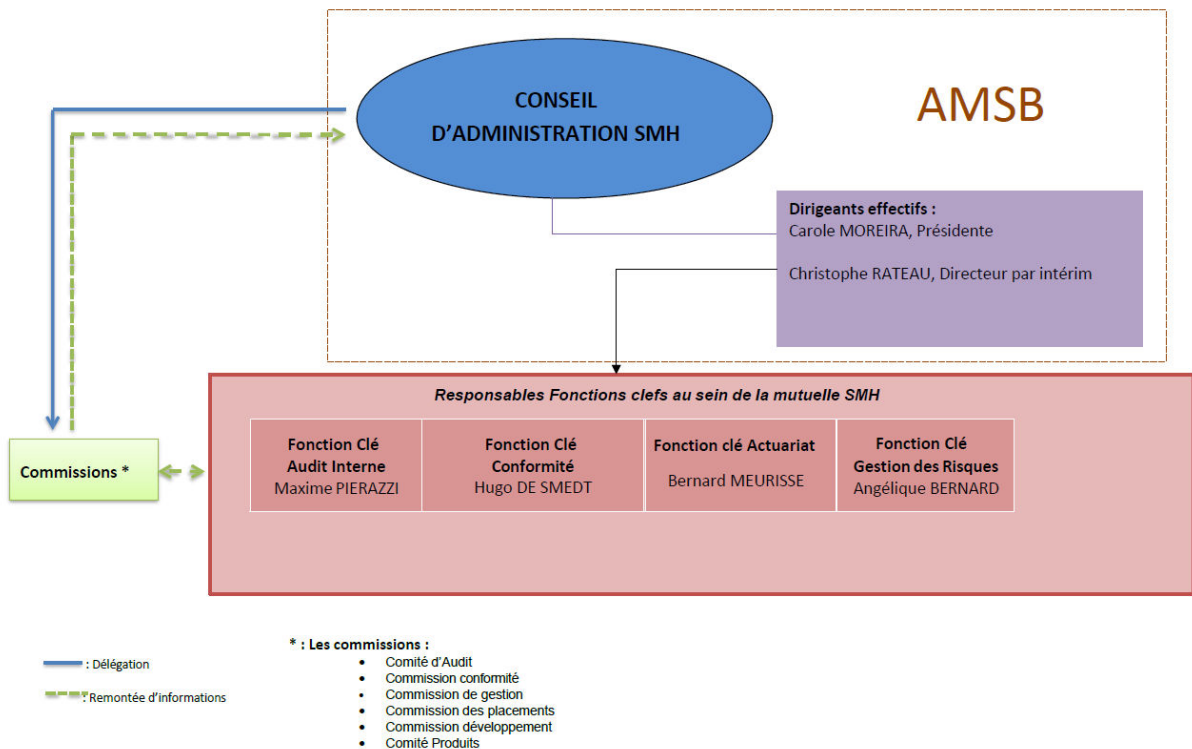 CONSEIL
D'ADMINISTRATION SMH
AMSB
Dirigeants effectifs :
Carole MOREIRA, Présidente
Christophe RATEAU, Directeur par intérim
Responsables Fonctions clefs au sein de la mutuelle SMH
Commissions *
Fonction Clé
Audit Interne
Maxime PIERAZZI
Fonction Clé
Conformité
Hugo DE SMEDT
Fonction clé Actuariat
Bernard MEURISSE
Fonction Clé
Gestion des Risques
Angélique BERNARD
: Délégation
: Remontée d'informations
* : Les commissions :
• Comité d'Audit
• Commission conformité
• Commission de gestion
• Commission des placements
• Commission développement
• Comité Produits